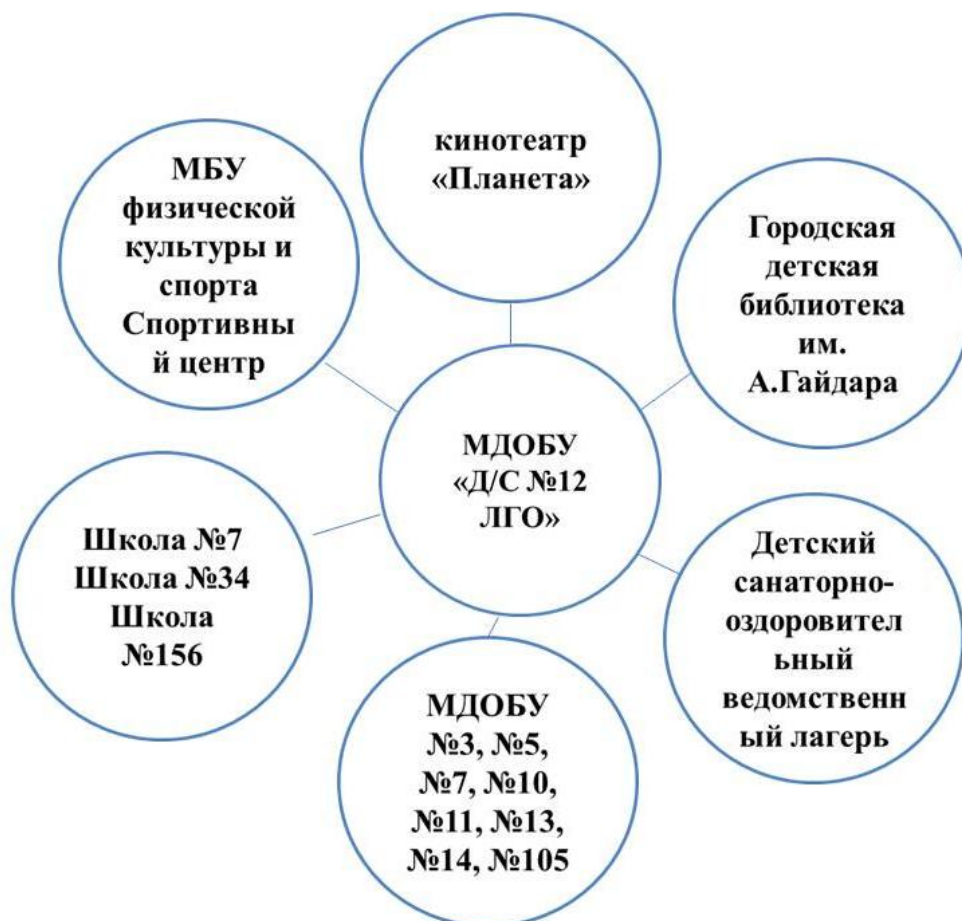 кинотеатр
«Планета»
МБУ
физической
культуры и
спорта
Спортивны
й центр
Городская
детская
библиотека
им.
А.Гайдара
МДОБУ
«Д/С №12
ЛГО»
Школа №7
Школа №34
Школа
№156
Детский
санаторно-
оздоровител
ьный
ведомственн
ый лагерь
МДОБУ
№3, №5,
№7, №10,
№11, №13,
№14, №105